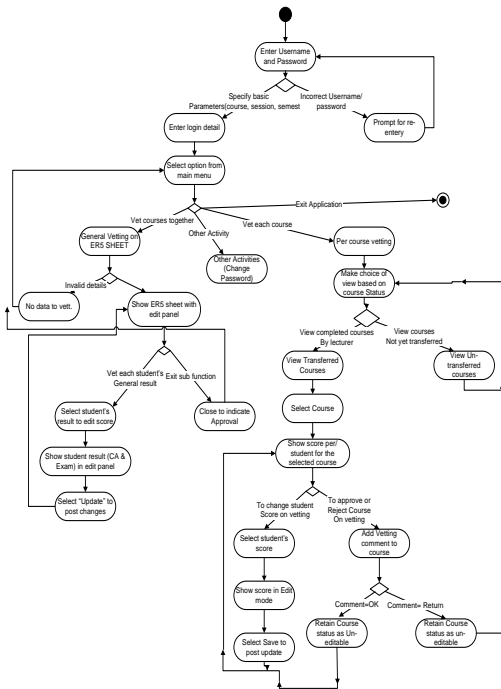 Enter Username
and Password
Specify basic
Parameters(course, session, semest
Incorrect Username/
password
Enter login detail
Prompt for re-
entery
Select option from
main menu
Exit Application
Vet courses together
Vet each course
General Vetting on
ER5 SHEET
Other Activity
Per course vetting
Other Activities
(Change
Password)
Make choice of
view based on
course Status
Invalid details
No data to vett.
Show ER5 sheet with
edit panel
View completed courses
By lecturer
View courses
Not yet transferred
View Transferred
Courses
View Un-
transferred
courses
Vet each student's
General result
Exit sub function
Select student's
result to edit score
Close to indicate
Approval
Select Course
Show student result (CA &
Exam) in edit panel
Show score per/
student for the
selected course
Select "Update" to
post changes
To change student
Score on vetting
To approve or
Reject Course
On vetting
Select student's
score
Add Vetting
comment to
course
Show score in Edit
mode
Comment=OK
Comment= Return
Select Save to
post update
Retain Course
status as Un-
editable
Retain Course
status as un-
editable